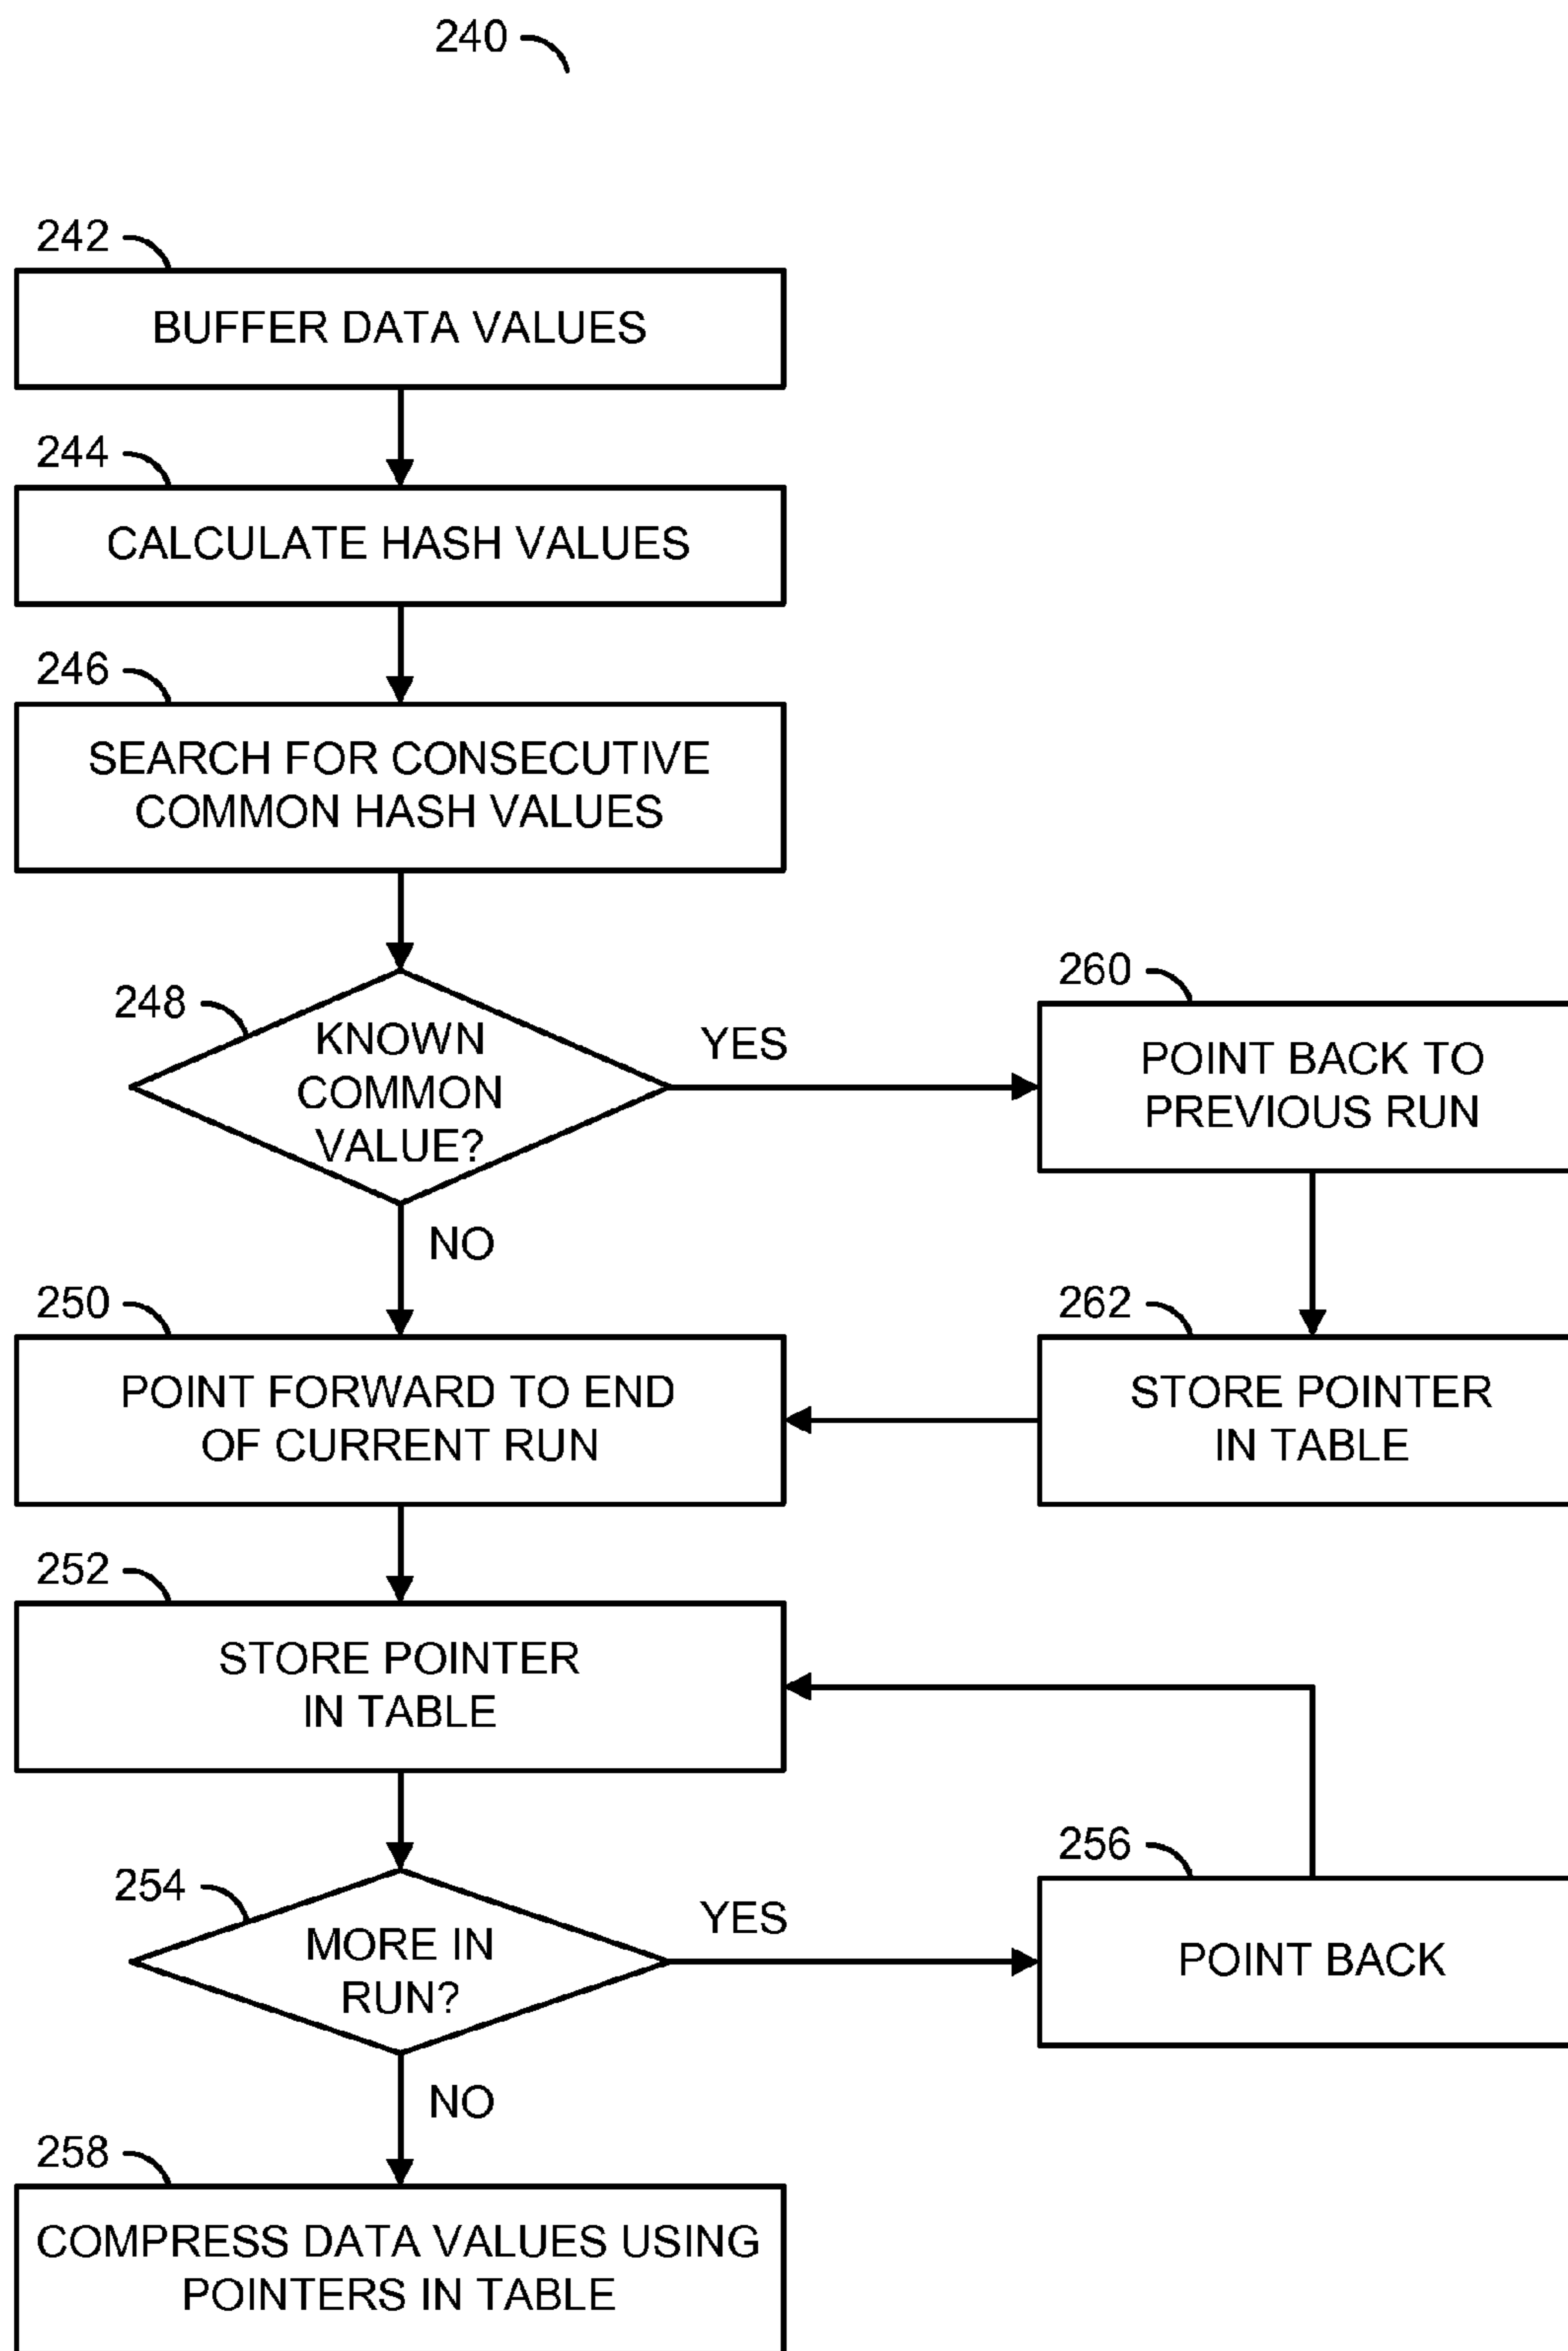 240
242
BUFFER DATA VALUES
244
CALCULATE HASH VALUES
246
SEARCH FOR CONSECUTIVE
COMMON HASH VALUES
248
KNOWN
COMMON
VALUE?
YES
NO
260
POINT BACK TO
PREVIOUS RUN
250
POINT FORWARD TO END
OF CURRENT RUN
262
STORE POINTER
IN TABLE
252
STORE POINTER
IN TABLE
254
MORE IN
RUN?
YES
NO
256
POINT BACK
258
COMPRESS DATA VALUES USING
POINTERS IN TABLE